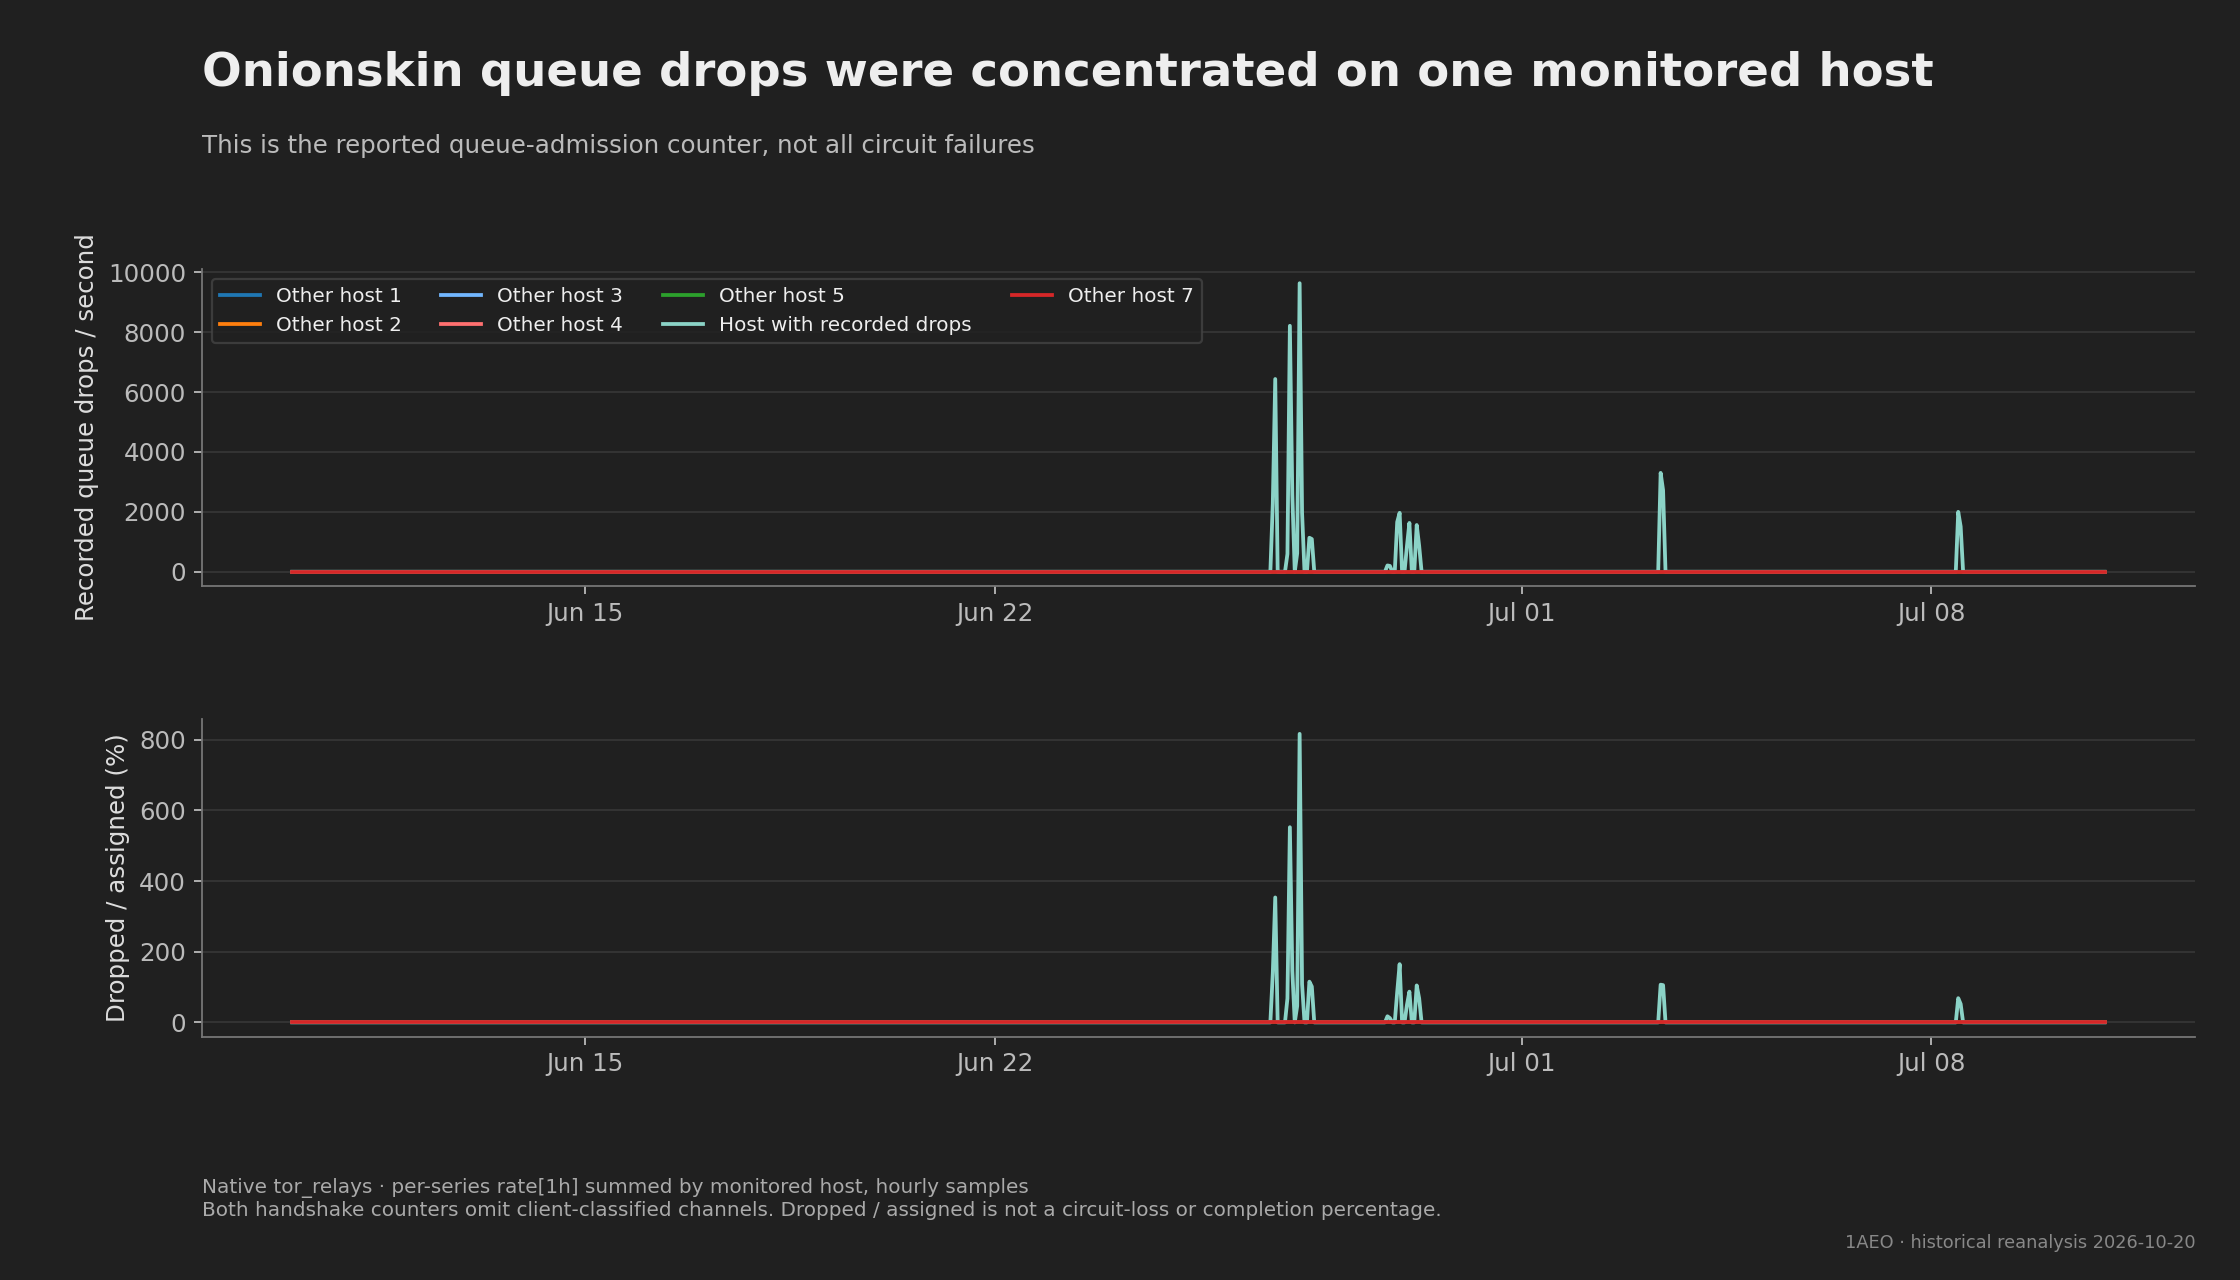 Onionskin queue drops were concentrated on one monitored host
This is the reported queue-admission counter, not all circuit failures
Recorded queue drops / second
10000
8000
6000
4000
2000
0
Other host 1
Other host 2
Other host 3
Other host 4
Other host 5
Host with recorded drops
Other host 7
Jun 15
Jun 22
Jul 01
Jul 08
Dropped / assigned (%)
800
600
400
200
0
Jun 15
Jun 22
Jul 01
Jul 08
Native tor_relays · per-series rate[1h] summed by monitored host, hourly samples
Both handshake counters omit client-classified channels. Dropped / assigned is not a circuit-loss or completion percentage.
1AEO · historical reanalysis 2026-10-20